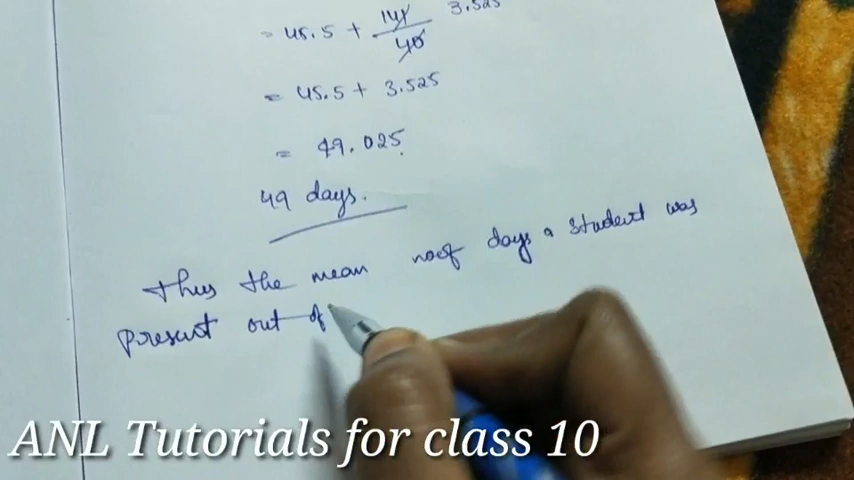 = 45.5 + 141/40 3.525
= 45.5 + 3.525
= 49.025
49 days.
Thus the mean no of days a student was
present out of
ANL Tutorials for class 10